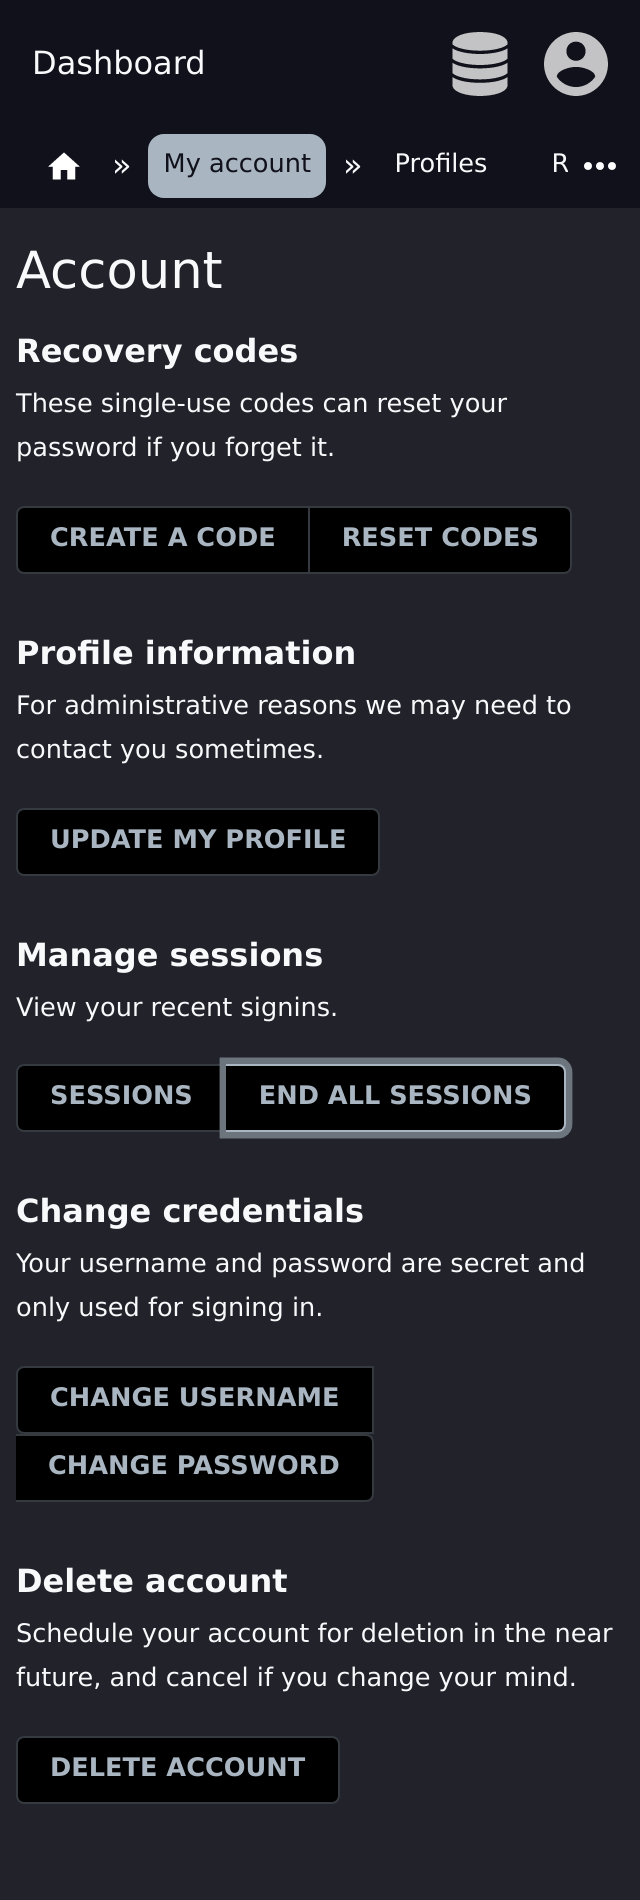 Dashboard
» My account » Profiles R
Account
Recovery codes
These single-use codes can reset your
password if you forget it.
CREATE A CODE RESET CODES
Profile information
For administrative reasons we may need to
contact you sometimes.
UPDATE MY PROFILE
Manage sessions
View your recent signins.
SESSIONS END ALL SESSIONS
Change credentials
Your username and password are secret and
only used for signing in.
CHANGE USERNAME
CHANGE PASSWORD
Delete account
Schedule your account for deletion in the near
future, and cancel if you change your mind.
DELETE ACCOUNT